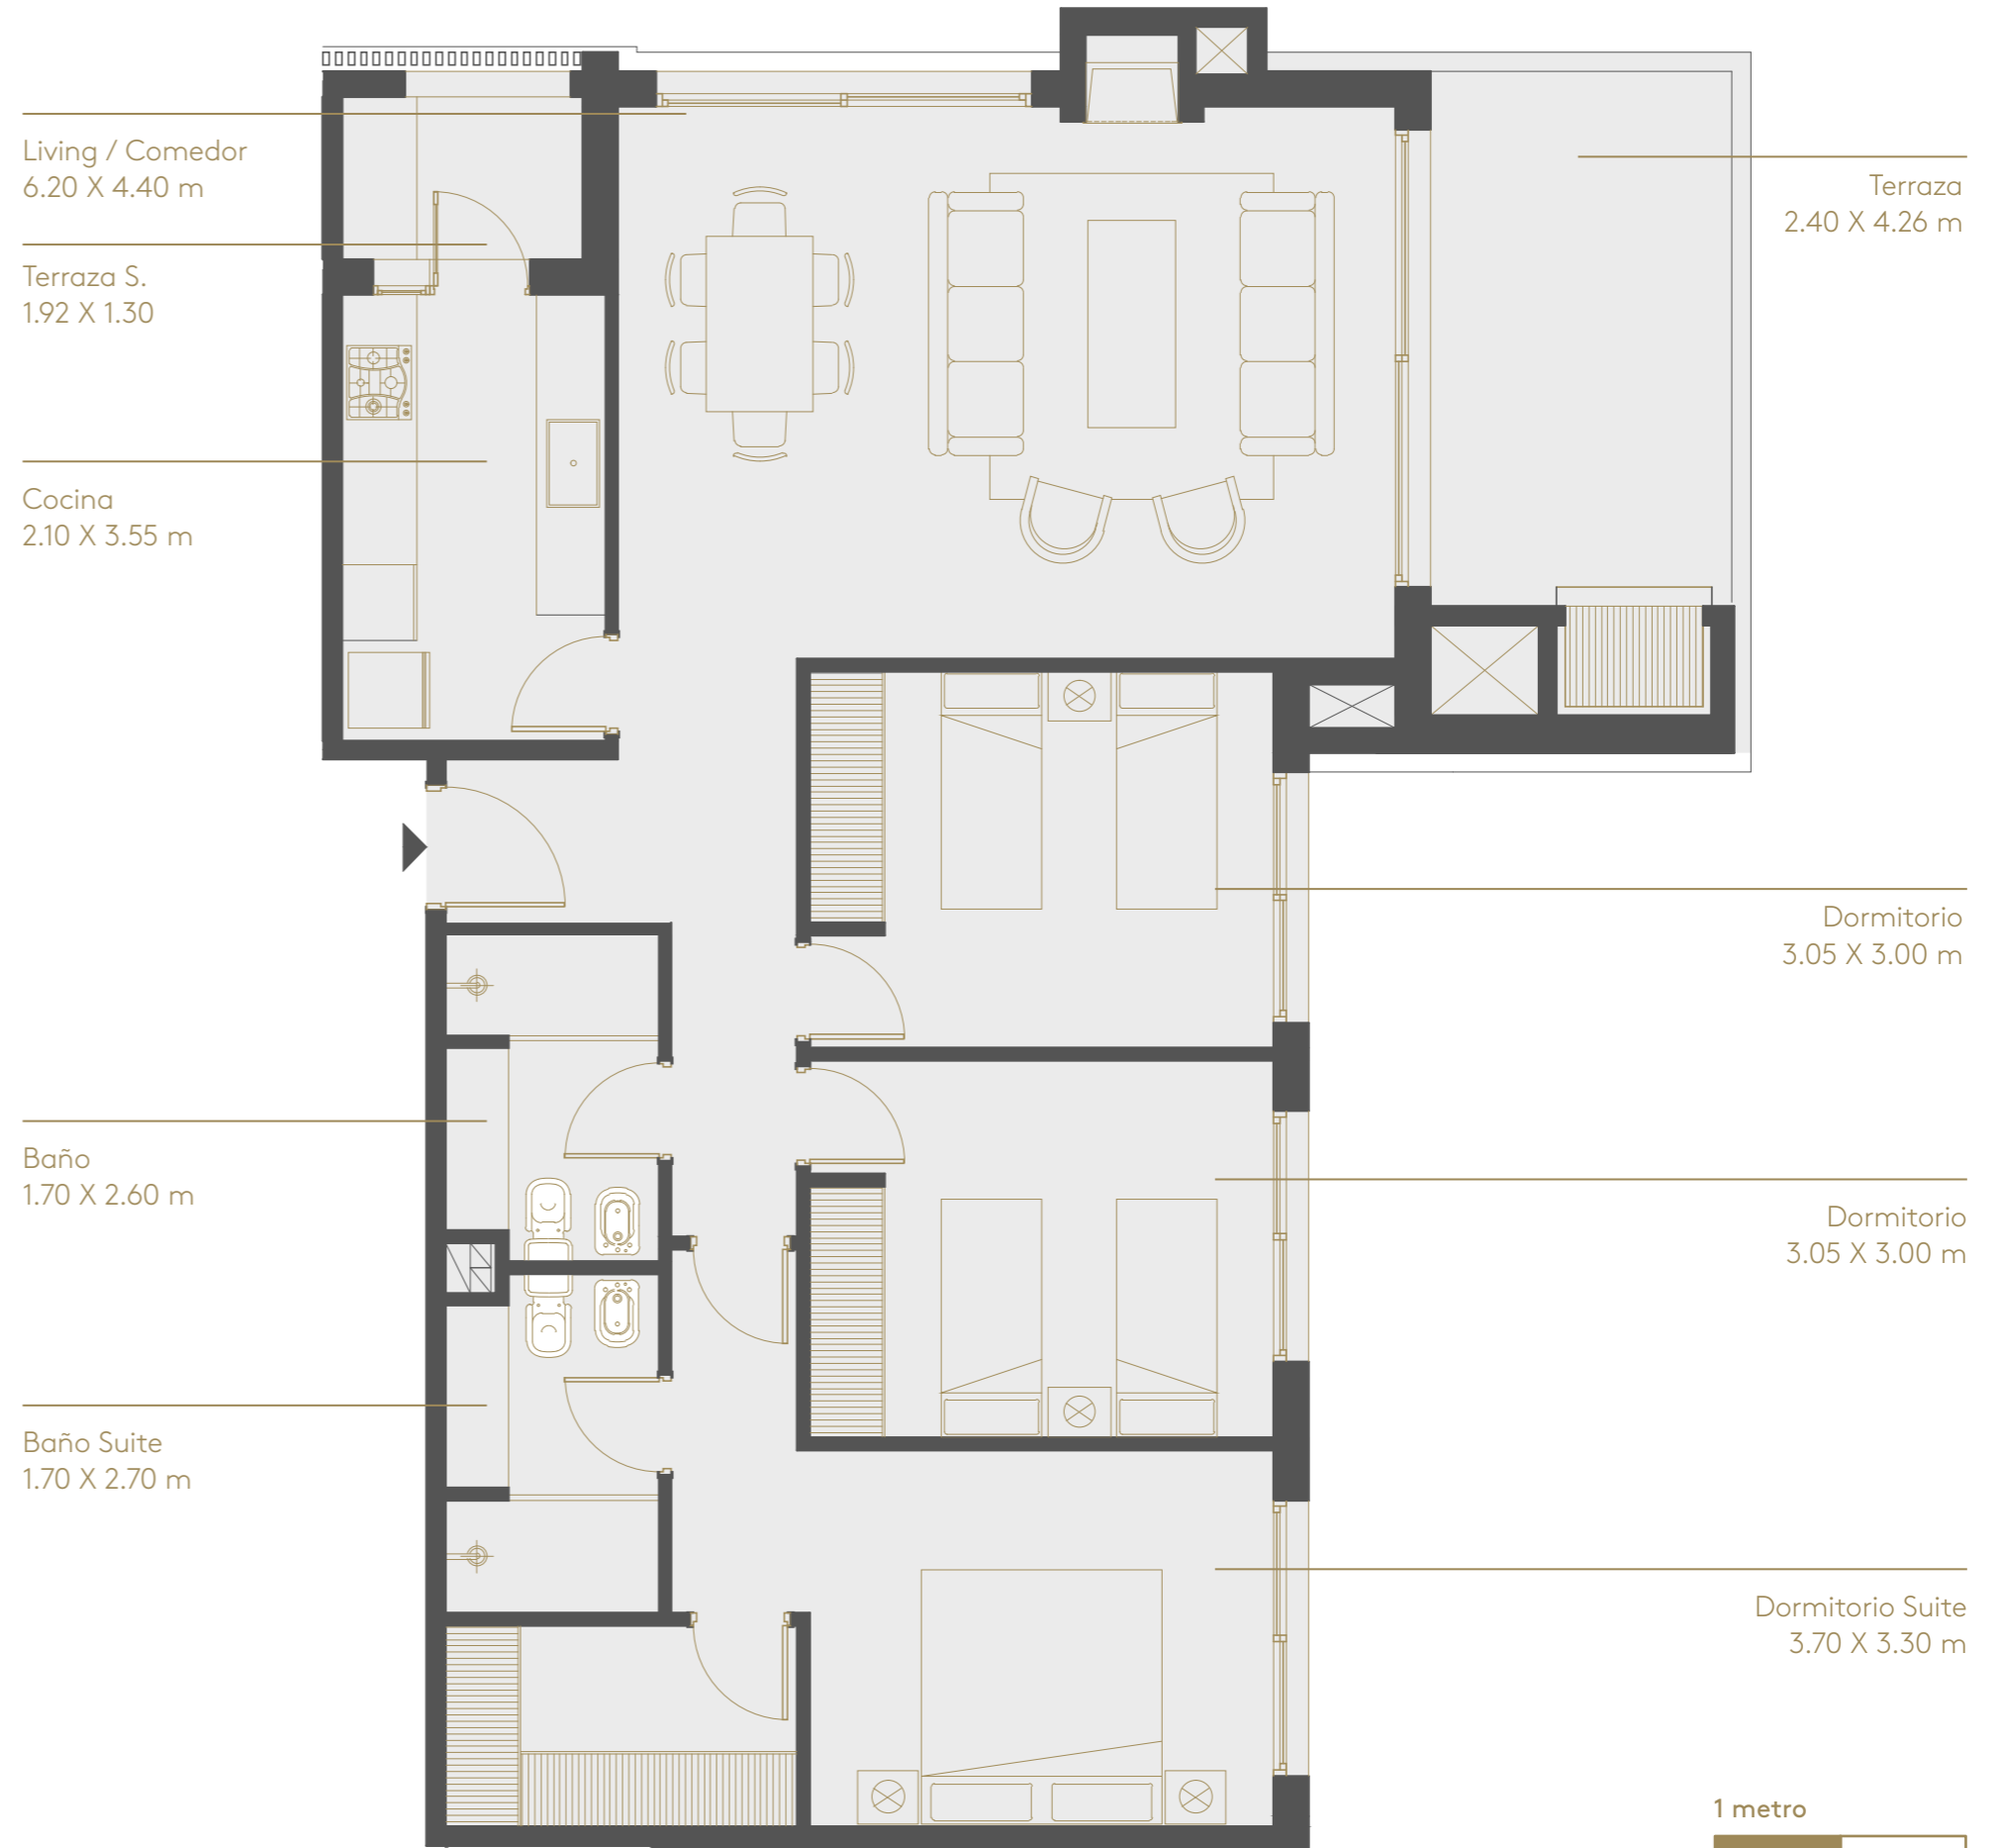 Living / Comedor
6.20 X 4.40 m
Terraza S.
1.92 X 1.30
Cocina
2.10 X 3.55 m
Baño
1.70 X 2.60 m
Baño Suite
1.70 X 2.70 m
Terraza
2.40 X 4.26 m
Dormitorio
3.05 X 3.00 m
Dormitorio
3.05 X 3.00 m
Dormitorio Suite
3.70 X 3.30 m
1 metro